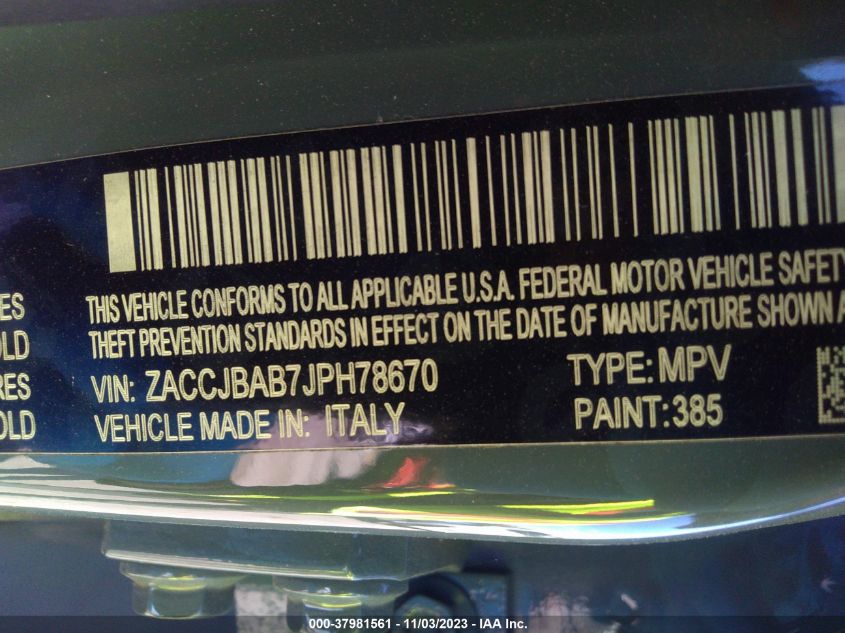 THIS VEHICLE CONFORMS TO ALL APPLICABLE U.S.A. FEDERAL MOTOR VEHICLE SAFETY
THEFT PREVENTION STANDARDS IN EFFECT ON THE DATE OF MANUFACTURE SHOWN A
VIN: ZACCJBAB7JPH78670 TYPE: MPV
VEHICLE MADE IN: ITALY PAINT: 385
ES
OLD
RES
OLD
000-37981561 - 11/03/2023 - IAA Inc.